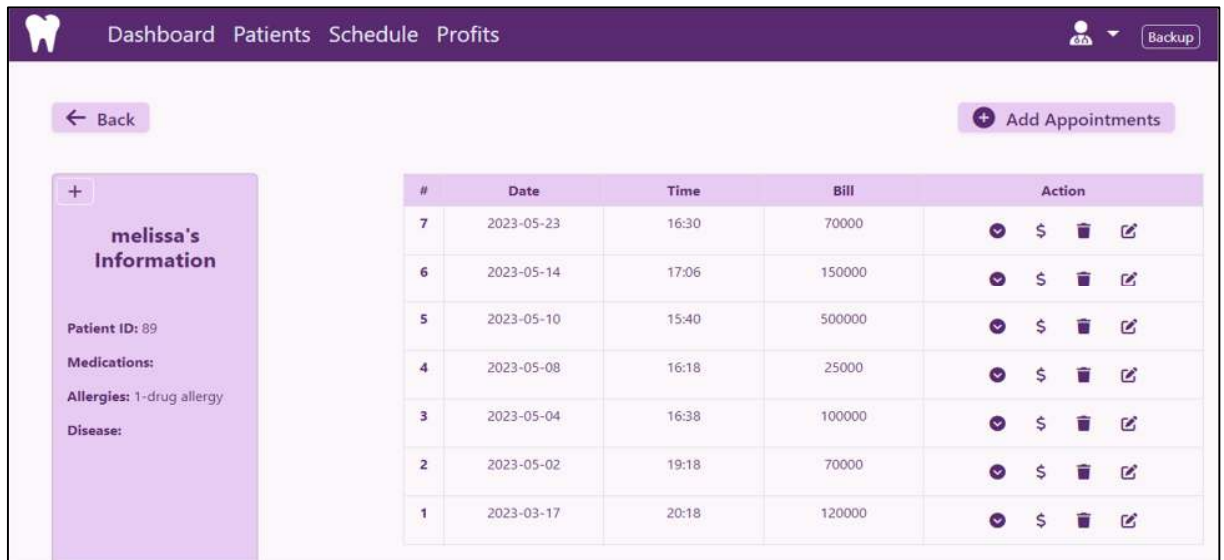 Dashboard Patients Schedule Profits Backup
← Back
Add Appointments
+
melissa's
Information
Patient ID: 89
Medications:
Allergies: 1-drug allergy
Disease:
# Date Time Bill Action
7 2023-05-23 16:30 70000 $
6 2023-05-14 17:06 150000 $
5 2023-05-10 15:40 500000 $
4 2023-05-08 16:18 25000 $
3 2023-05-04 16:38 100000 $
2 2023-05-02 19:18 70000 $
1 2023-03-17 20:18 120000 $